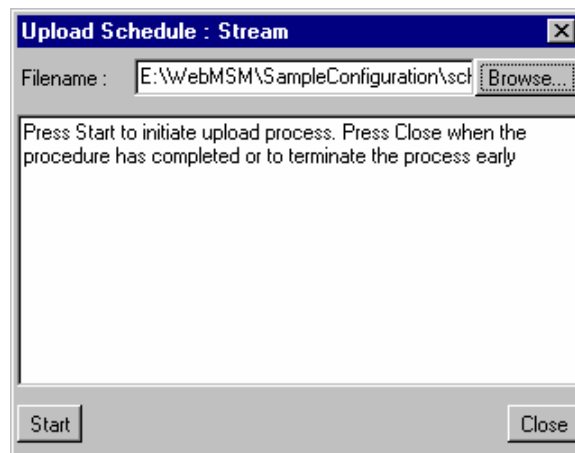 Upload Schedule : Stream
Filename : E:\WebMSM\SampleConfiguration\scl Browse...
Press Start to initiate upload process. Press Close when the
procedure has completed or to terminate the process early
Start Close